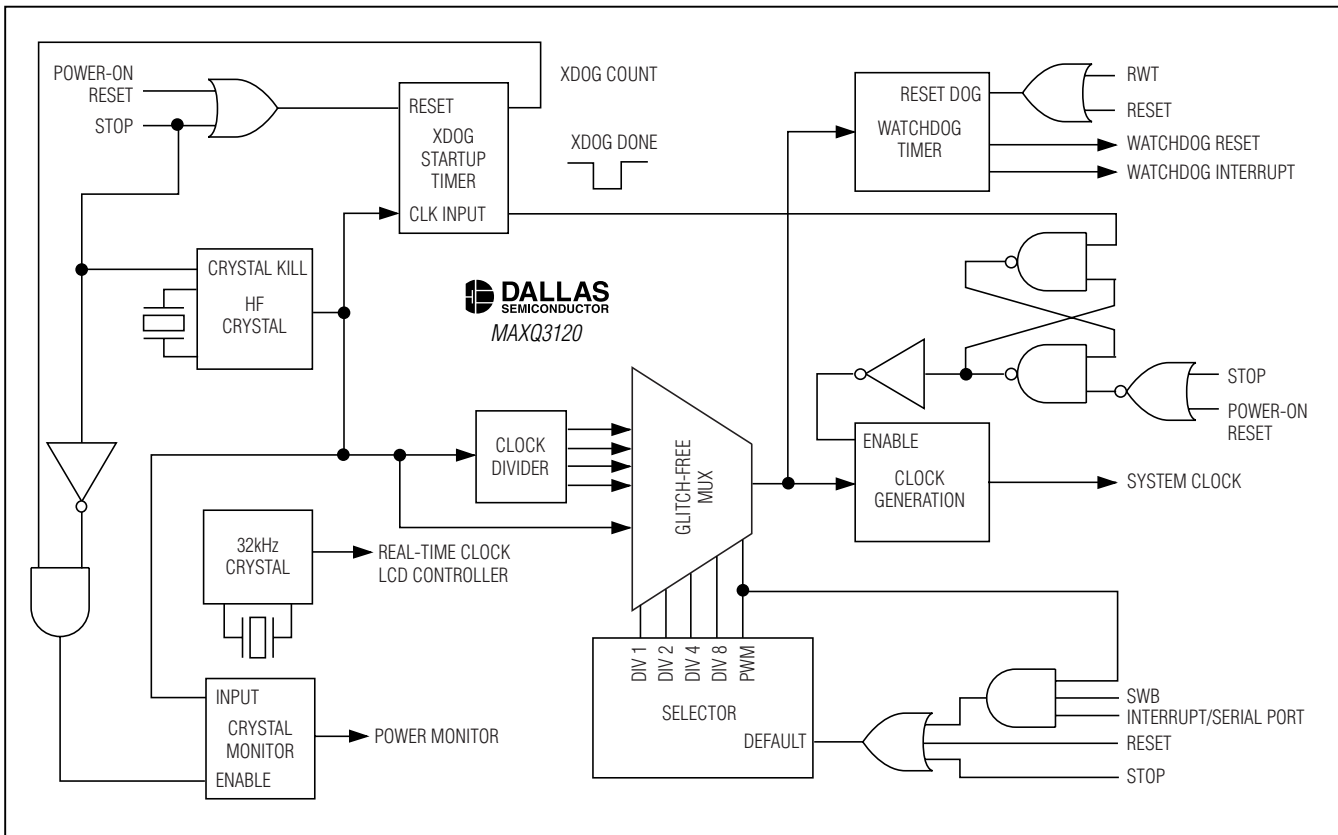 POWER-ON
RESET
STOP
RESET
XDOG
STARTUP
TIMER
CLK INPUT
XDOG COUNT
XDOG DONE
RESET DOG
WATCHDOG
TIMER
RWT
RESET
WATCHDOG RESET
WATCHDOG INTERRUPT
CRYSTAL KILL
HF
CRYSTAL
DALLAS
SEMICONDUCTOR
MAXQ3120
STOP
POWER-ON
RESET
CLOCK
DIVIDER
GLITCH-FREE
MUX
ENABLE
CLOCK
GENERATION
SYSTEM CLOCK
32kHz
CRYSTAL
REAL-TIME CLOCK
LCD CONTROLLER
INPUT
CRYSTAL
MONITOR
ENABLE
POWER MONITOR
DIV 1
DIV 2
DIV 4
DIV 8
PWM
SELECTOR
DEFAULT
SWB
INTERRUPT/SERIAL PORT
RESET
STOP